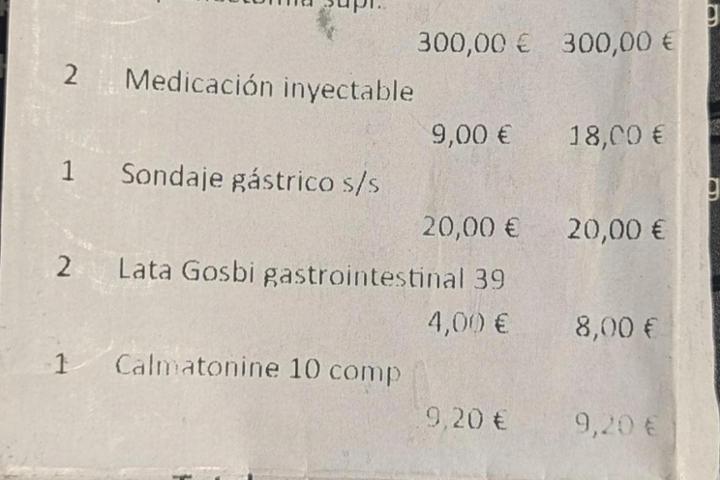 supl.
300,00 € 300,00 €
2 Medicación inyectable
9,00 € 18,00 €
1 Sondaje gástrico s/s
20,00 € 20,00 €
2 Lata Gosbi gastrointestinal 39
4,00 € 8,00 €
1 Calmatonine 10 comp
9,20 € 9,20 €